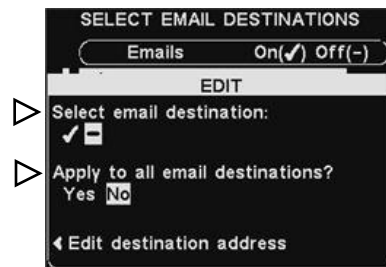 SELECT EMAIL DESTINATIONS
Emails On(✓) Off(-)
EDIT
Select email destination:
✓ -
Apply to all email destinations?
Yes No
Edit destination address